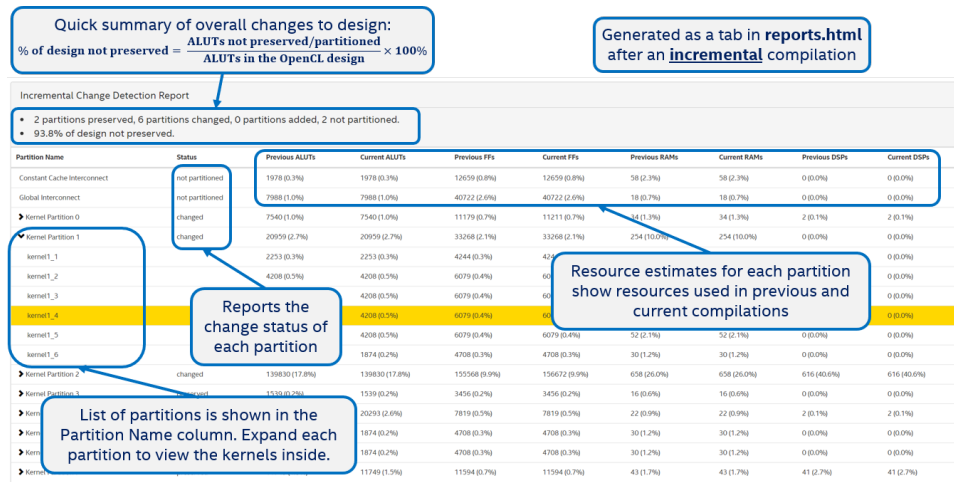 Quick summary of overall changes to design:
% of design not preserved = ALUTs not preserved/partitioned / ALUTs in the OpenCL design × 100%
Generated as a tab in reports.html
after an incremental compilation
Incremental Change Detection Report
• 2 partitions preserved, 6 partitions changed, 0 partitions added, 2 not partitioned.
• 93.8% of design not preserved.
Partition Name Status Previous ALUTs Current ALUTs Previous FFs Current FFs Previous RAMs Current RAMs Previous DSPs Current DSPs
Constant Cache Interconnect not partitioned 1978 (0.3%) 1978 (0.3%) 12659 (0.8%) 12659 (0.8%) 58 (2.3%) 58 (2.3%) 0 (0.0%) 0 (0.0%)
Global Interconnect not partitioned 7988 (1.0%) 7988 (1.0%) 40722 (2.6%) 40722 (2.6%) 18 (0.7%) 18 (0.7%) 0 (0.0%) 0 (0.0%)
Kernel Partition 0 changed 7540 (1.0%) 7540 (1.0%) 11179 (0.7%) 11211 (0.7%) 34 (1.3%) 34 (1.3%) 2 (0.1%) 2 (0.1%)
Kernel Partition 1 changed 20959 (2.7%) 20959 (2.7%) 33268 (2.1%) 33268 (2.1%) 254 (10.0%) 254 (10.0%) 0 (0.0%) 0 (0.0%)
kernel1_1 2253 (0.3%) 2253 (0.3%) 4244 (0.3%) 0 (0.0%)
kernel1_2 4208 (0.5%) 4208 (0.5%) 6079 (0.4%) 0 (0.0%)
kernel1_3 4208 (0.5%) 6079 (0.4%) 0 (0.0%)
kernel1_4 4208 (0.5%) 6079 (0.4%) 0 (0.0%)
kernel1_5 4208 (0.5%) 6079 (0.4%) 6079 (0.4%) 52 (2.1%) 52 (2.1%) 0 (0.0%) 0 (0.0%)
kernel1_6 1874 (0.2%) 4708 (0.3%) 4708 (0.3%) 30 (1.2%) 30 (1.2%) 0 (0.0%) 0 (0.0%)
Resource estimates for each partition
show resources used in previous and
current compilations
Reports the
change status of
each partition
Kernel Partition 2 changed 139830 (17.8%) 139830 (17.8%) 155568 (9.9%) 156672 (9.9%) 658 (26.0%) 658 (26.0%) 616 (40.6%) 616 (40.6%)
Kernel Partition 3 preserved 1539 (0.2%) 1539 (0.2%) 3456 (0.2%) 3456 (0.2%) 16 (0.6%) 16 (0.6%) 0 (0.0%) 0 (0.0%)
20293 (2.6%) 7819 (0.5%) 7819 (0.5%) 22 (0.9%) 22 (0.9%) 2 (0.1%) 2 (0.1%)
1874 (0.2%) 4708 (0.3%) 4708 (0.3%) 30 (1.2%) 30 (1.2%) 0 (0.0%) 0 (0.0%)
1874 (0.2%) 4708 (0.3%) 4708 (0.3%) 30 (1.2%) 30 (1.2%) 0 (0.0%) 0 (0.0%)
11749 (1.5%) 11594 (0.7%) 11594 (0.7%) 43 (1.7%) 43 (1.7%) 41 (2.7%) 41 (2.7%)
List of partitions is shown in the
Partition Name column. Expand each
partition to view the kernels inside.